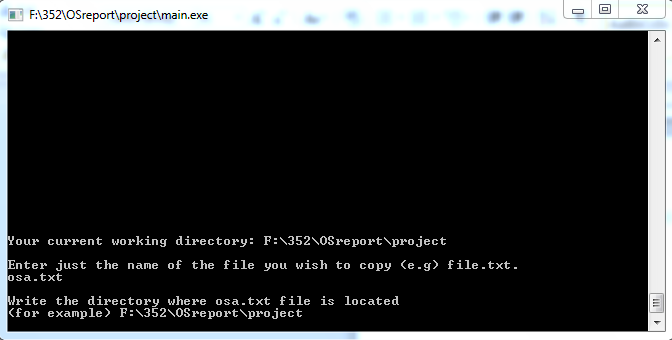 F:\352\OSreport\project\main.exe
Your current working directory: F:\352\OSreport\project
Enter just the name of the file you wish to copy (e.g) file.txt.
osa.txt
Write the directory where osa.txt file is located
(for example) F:\352\OSreport\project